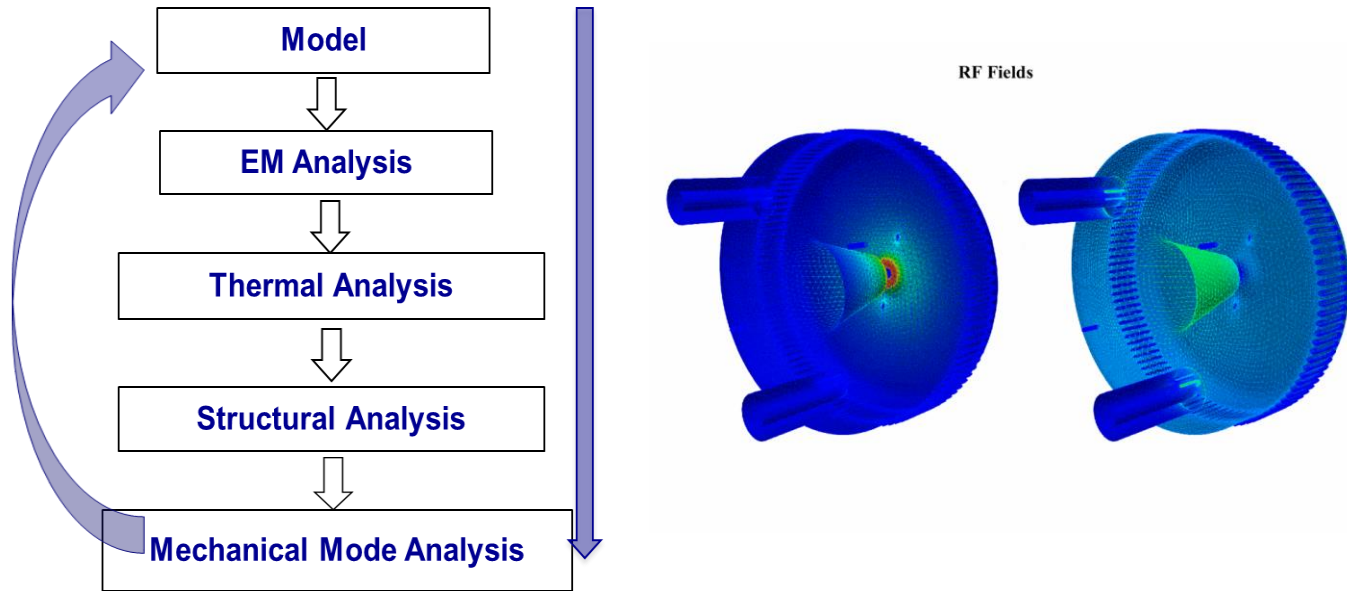 Model
EM Analysis
Thermal Analysis
Structural Analysis
Mechanical Mode Analysis
RF Fields